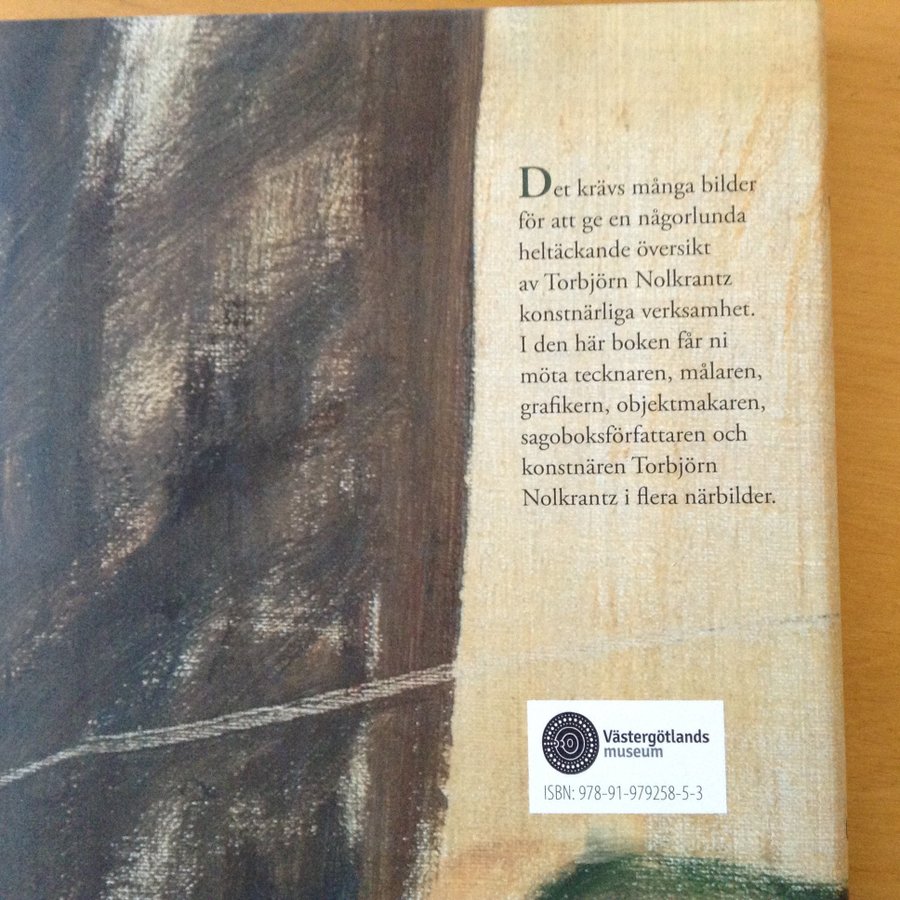 Det krävs många bilder
för att ge en någorlunda
heltäckande översikt
av Torbjörn Nolkrantz
konstnärliga verksamhet.
I den här boken får ni
möta tecknaren, målaren,
grafikern, objektmakaren,
sagoboksförfattaren och
konstnären Torbjörn
Nolkrantz i flera närbilder.
Västergötlands
museum
ISBN: 978-91-979258-5-3